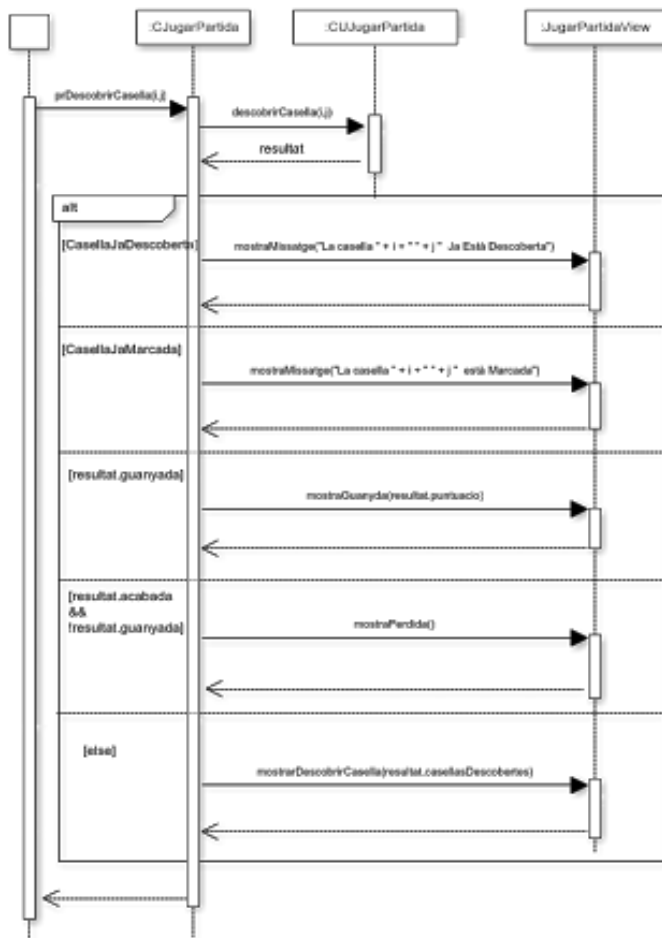 :CJugarPartida
:CUJugarPartida
:JugarPartidaView
prDescobrirCasella(i,j)
descobrirCasella(i,j)
resultat
alt
[CasellaJaDescoberta]
mostraMissatge("La casella " + i + " " + j " Ja Està Descoberta")
[CasellaJaMarcada]
mostraMissatge("La casella " + i + " " + j " està Marcada")
[resultat.guanyada]
mostraGuanyda(resultat.puntuacio)
[resultat.acabada
&&
!resultat.guanyada]
mostraPerdida()
[else]
mostrarDescobrirCasella(resultat.casellasDescobertes)